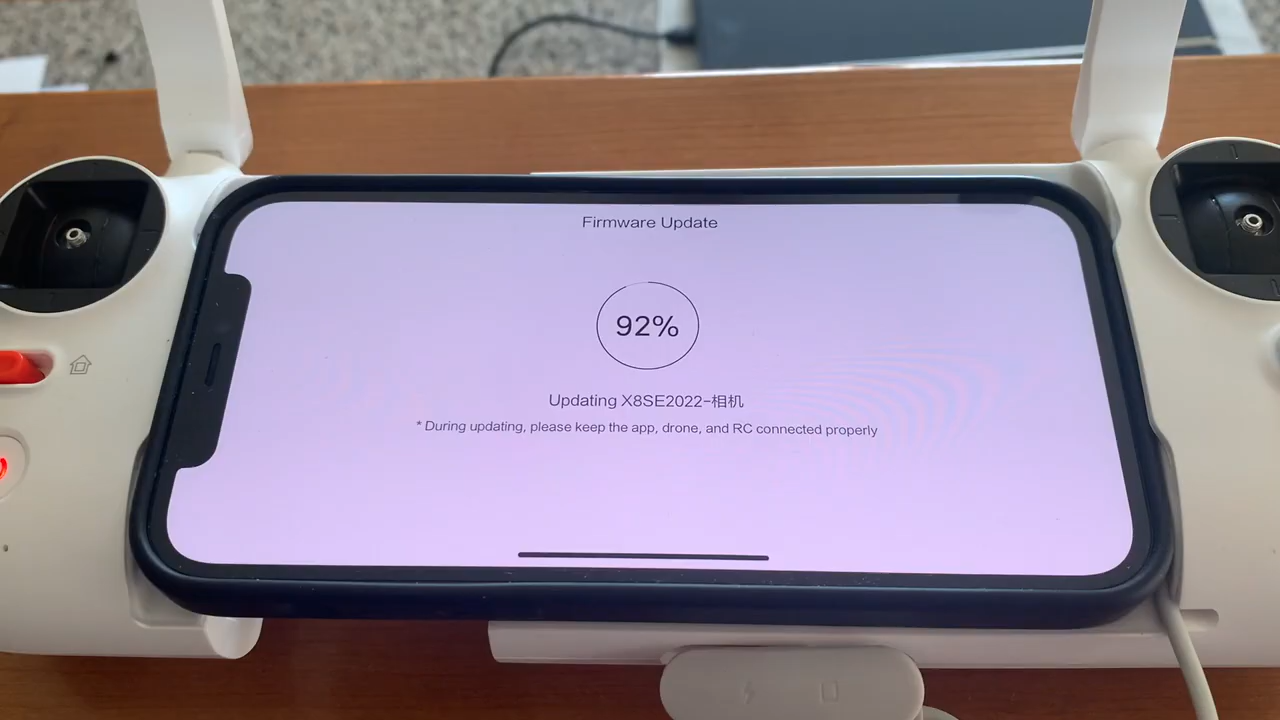 Firmware Update
92%
Updating X8SE2022-相机
* During updating, please keep the app, drone, and RC connected properly